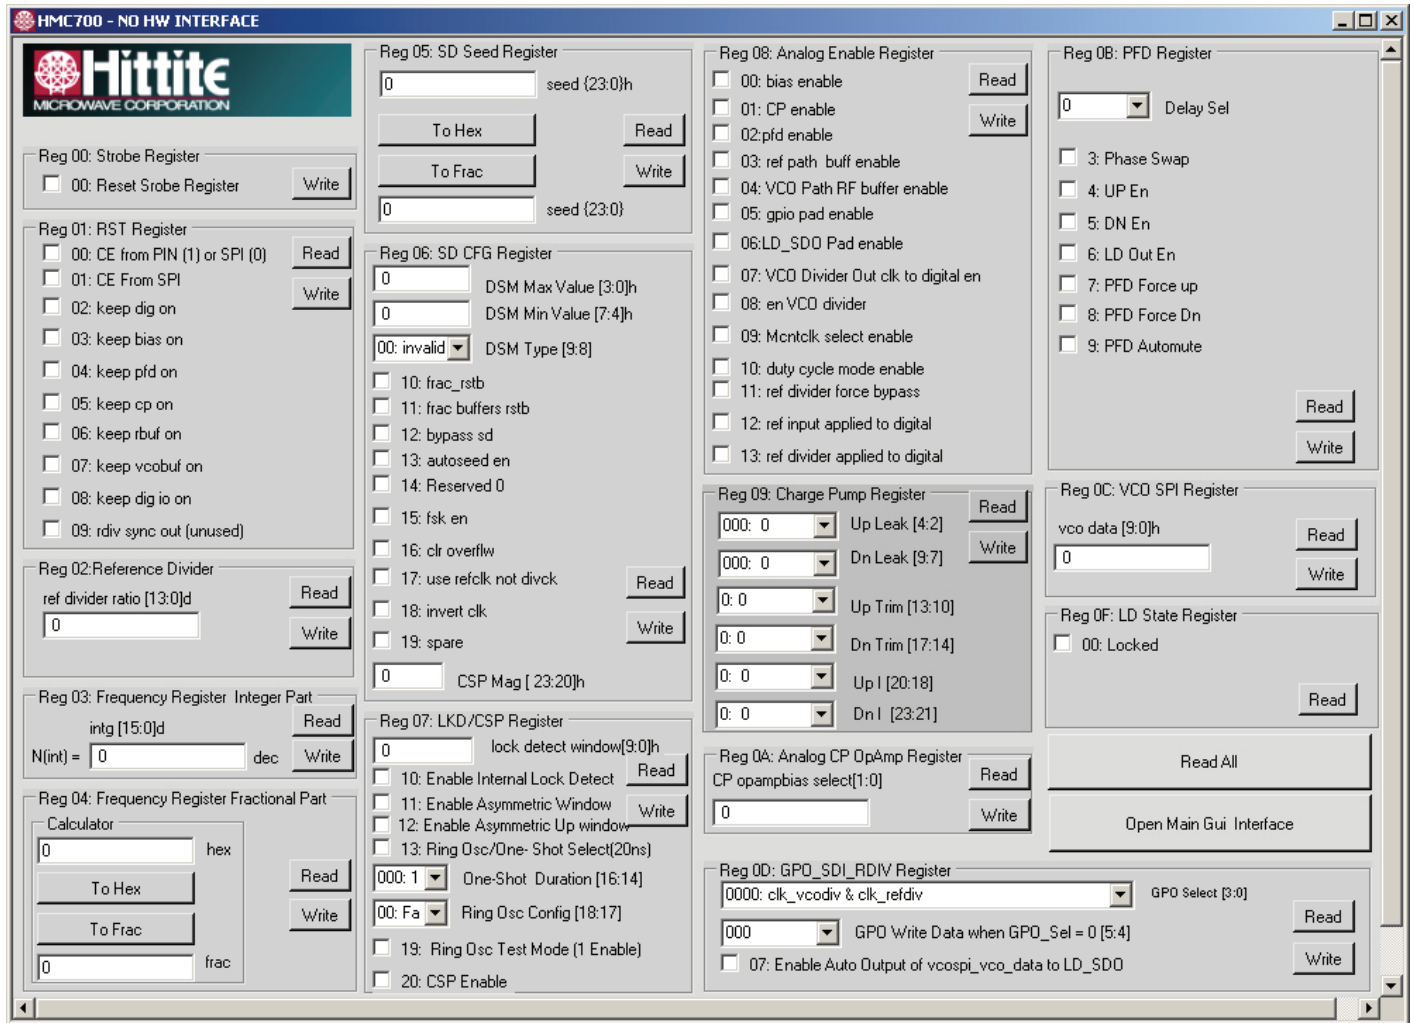 HMC700 - NO HW INTERFACE
Hittite
MICROWAVE CORPORATION
Reg 00: Strobe Register
00: Reset Srobe Register
Write
Reg 01: RST Register
00: CE from PIN (1) or SPI (0)
Read
01: CE From SPI
Write
02: keep dig on
03: keep bias on
04: keep pfd on
05: keep cp on
06: keep rbuf on
07: keep vcobuf on
08: keep dig io on
09: rdiv sync out (unused)
Reg 02:Reference Divider
ref divider ratio [13:0]d
Read
0
Write
Reg 03: Frequency Register Integer Part
intg [15:0]d
Read
N(int) = 0 dec
Write
Reg 04: Frequency Register Fractional Part
Calculator
0 hex
To Hex
Read
To Frac
Write
0 frac
Reg 05: SD Seed Register
0 seed {23:0}h
To Hex
Read
To Frac
Write
0 seed {23:0}
Reg 06: SD CFG Register
0 DSM Max Value [3:0]h
0 DSM Min Value [7:4]h
00: invalid DSM Type [9:8]
10: frac_rstb
11: frac buffers rstb
12: bypass sd
13: autoseed en
14: Reserved 0
15: fsk en
16: clr overflw
17: use refclk not divck
Read
18: invert clk
Write
19: spare
0 CSP Mag [ 23:20]h
Reg 07: LKD/CSP Register
0 lock detect window[9:0]h
10: Enable Internal Lock Detect
Read
11: Enable Asymmetric Window
Write
12: Enable Asymmetric Up window
13: Ring Osc/One- Shot Select(20ns)
000: 1 One-Shot Duration [16:14]
00: Fa Ring Osc Config [18:17]
19: Ring Osc Test Mode (1 Enable)
20: CSP Enable
Reg 08: Analog Enable Register
00: bias enable
Read
01: CP enable
Write
02:pfd enable
03: ref path buff enable
04: VCO Path RF buffer enable
05: gpio pad enable
06:LD_SDO Pad enable
07: VCO Divider Out clk to digital en
08: en VCO divider
09: Mcntclk select enable
10: duty cycle mode enable
11: ref divider force bypass
12: ref input applied to digital
13: ref divider applied to digital
Reg 09: Charge Pump Register
Read
000: 0 Up Leak [4:2]
Write
000: 0 Dn Leak [9:7]
0: 0 Up Trim [13:10]
0: 0 Dn Trim [17:14]
0: 0 Up I [20:18]
0: 0 Dn I [23:21]
Reg 0A: Analog CP OpAmp Register
CP opampbias select[1:0]
Read
0
Write
Reg 0B: PFD Register
0 Delay Sel
3: Phase Swap
4: UP En
5: DN En
6: LD Out En
7: PFD Force up
8: PFD Force Dn
9: PFD Automute
Read
Write
Reg 0C: VCO SPI Register
vco data [9:0]h
Read
0
Write
Reg 0F: LD State Register
00: Locked
Read
Read All
Open Main Gui Interface
Reg 0D: GPO_SDI_RDIV Register
0000: clk_vcodiv & clk_refdiv GPO Select [3:0]
Read
000 GPO Write Data when GPO_Sel = 0 [5:4]
Write
07: Enable Auto Output of vcospi_vco_data to LD_SDO